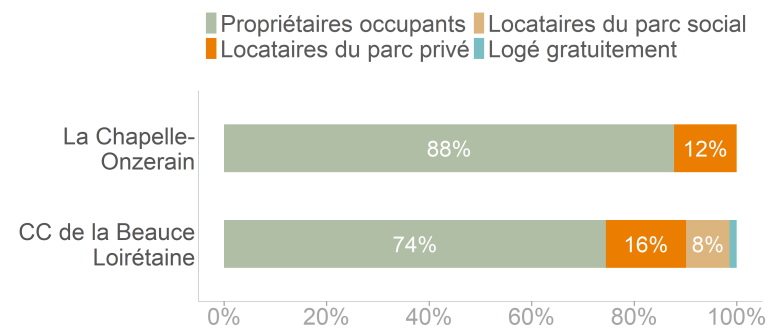 Propriétaires occupants Locataires du parc social
Locataires du parc privé Logé gratuitement
La Chapelle-
Onzerain
88% 12%
CC de la Beauce
Loirétaine
74% 16% 8%
0% 20% 40% 60% 80% 100%